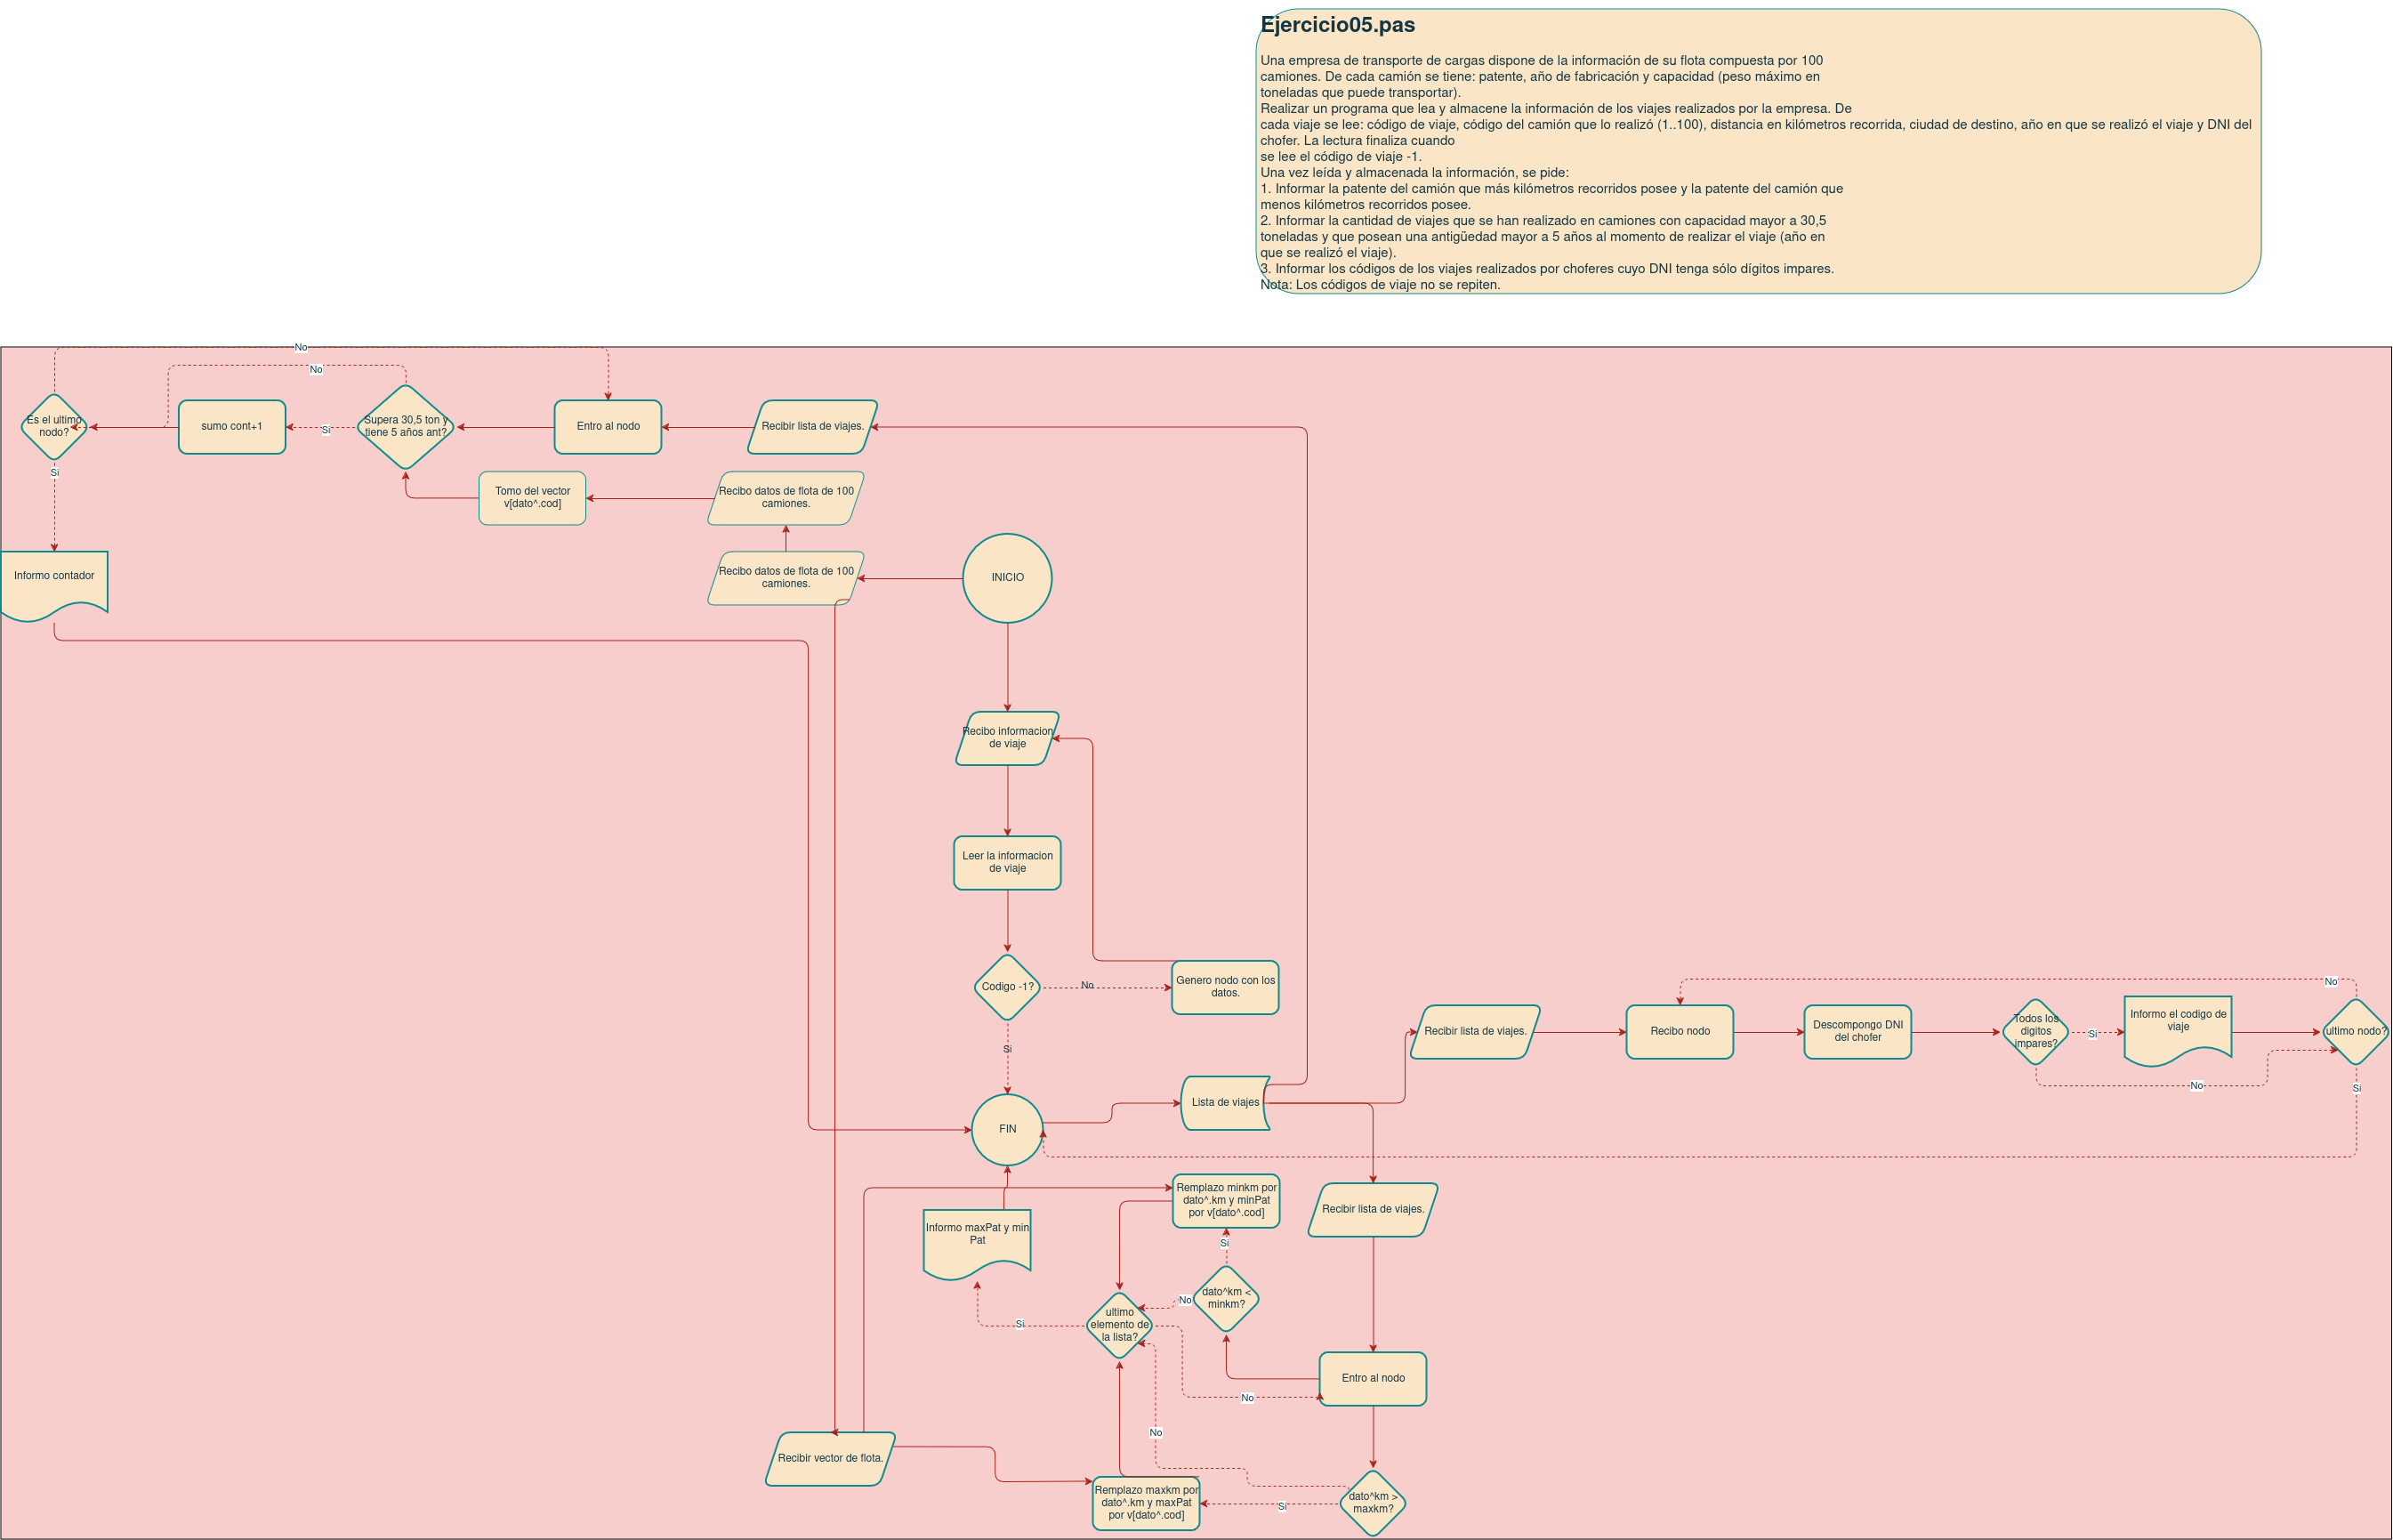 Ejercicio05.pas
Una empresa de transporte de cargas dispone de la información de su flota compuesta por 100
camiones. De cada camión se tiene: patente, año de fabricación y capacidad (peso máximo en
toneladas que puede transportar).
Realizar un programa que lea y almacene la información de los viajes realizados por la empresa. De
cada viaje se lee: código de viaje, código del camión que lo realizó (1..100), distancia en kilómetros recorrida, ciudad de destino, año en que se realizó el viaje y DNI del
chofer. La lectura finaliza cuando
se lee el código de viaje -1.
Una vez leída y almacenada la información, se pide:
1. Informar la patente del camión que más kilómetros recorridos posee y la patente del camión que
menos kilómetros recorridos posee.
2. Informar la cantidad de viajes que se han realizado en camiones con capacidad mayor a 30,5
toneladas y que posean una antigüedad mayor a 5 años al momento de realizar el viaje (año en
que se realizó el viaje).
3. Informar los códigos de los viajes realizados por choferes cuyo DNI tenga sólo dígitos impares.
Nota: Los códigos de viaje no se repiten.
No
No
Es el ultimo
nodo?
sumo cont+1
Si
Supera 30,5 ton y
tiene 5 años ant?
Entro al nodo
Recibir lista de viajes.
Si
Tomo del vector
v[dato^.cod]
Recibo datos de flota de 100
camiones.
Informo contador
Recibo datos de flota de 100
camiones.
INICIO
Recibo informacion
de viaje
Leer la informacion
de viaje
Codigo -1?
No
Genero nodo con los
datos.
No
Recibir lista de viajes.
Recibo nodo
Descompongo DNI
del chofer
Todos los
digitos
impares?
Si
Informo el codigo de
viaje
ultimo nodo?
Si
No
Si
Lista de viajes
FIN
Remplazo minkm por
dato^.km y minPat
por v[dato^.cod]
Recibir lista de viajes.
Informo maxPat y min
Pat
Si
dato^km <
minkm?
No
ultimo
elemento de
la lista?
Si
Entro al nodo
No
No
Recibir vector de flota.
Remplazo maxkm por
dato^.km y maxPat
por v[dato^.cod]
Si
dato^km >
maxkm?